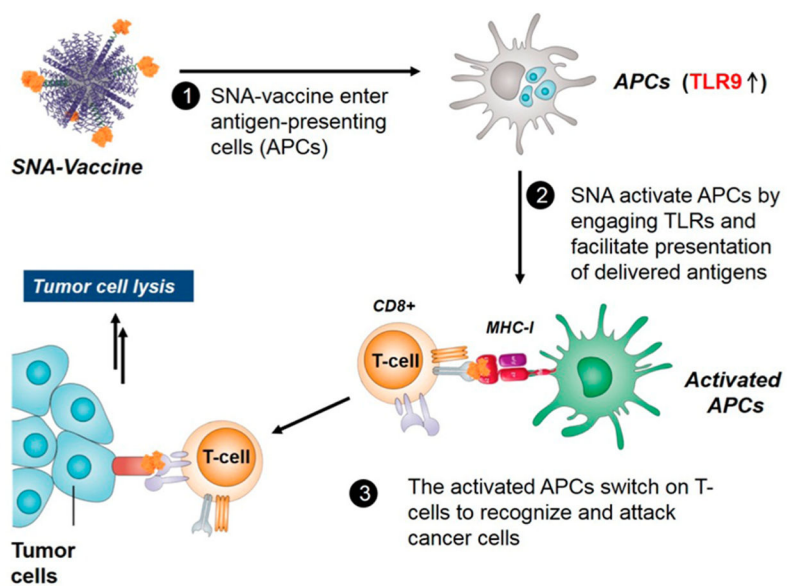 SNA-Vaccine
1 SNA-vaccine enter
antigen-presenting
cells (APCs)
APCs (TLR9↑)
2 SNA activate APCs by
engaging TLRs and
facilitate presentation
of delivered antigens
Tumor cell lysis
CD8+
MHC-I
T-cell
Activated
APCs
T-cell
3 The activated APCs switch on T-
cells to recognize and attack
cancer cells
Tumor
cells